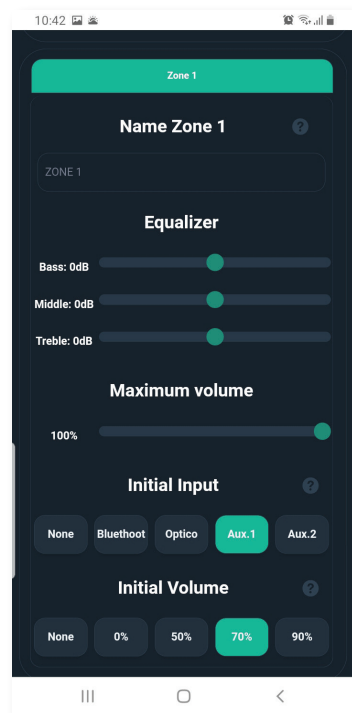 10:42
Zone 1
Name Zone 1 ?
ZONE 1
Equalizer
Bass: 0dB
Middle: 0dB
Treble: 0dB
Maximum volume
100%
Initial Input ?
None Bluethoot Optico Aux.1 Aux.2
Initial Volume ?
None 0% 50% 70% 90%